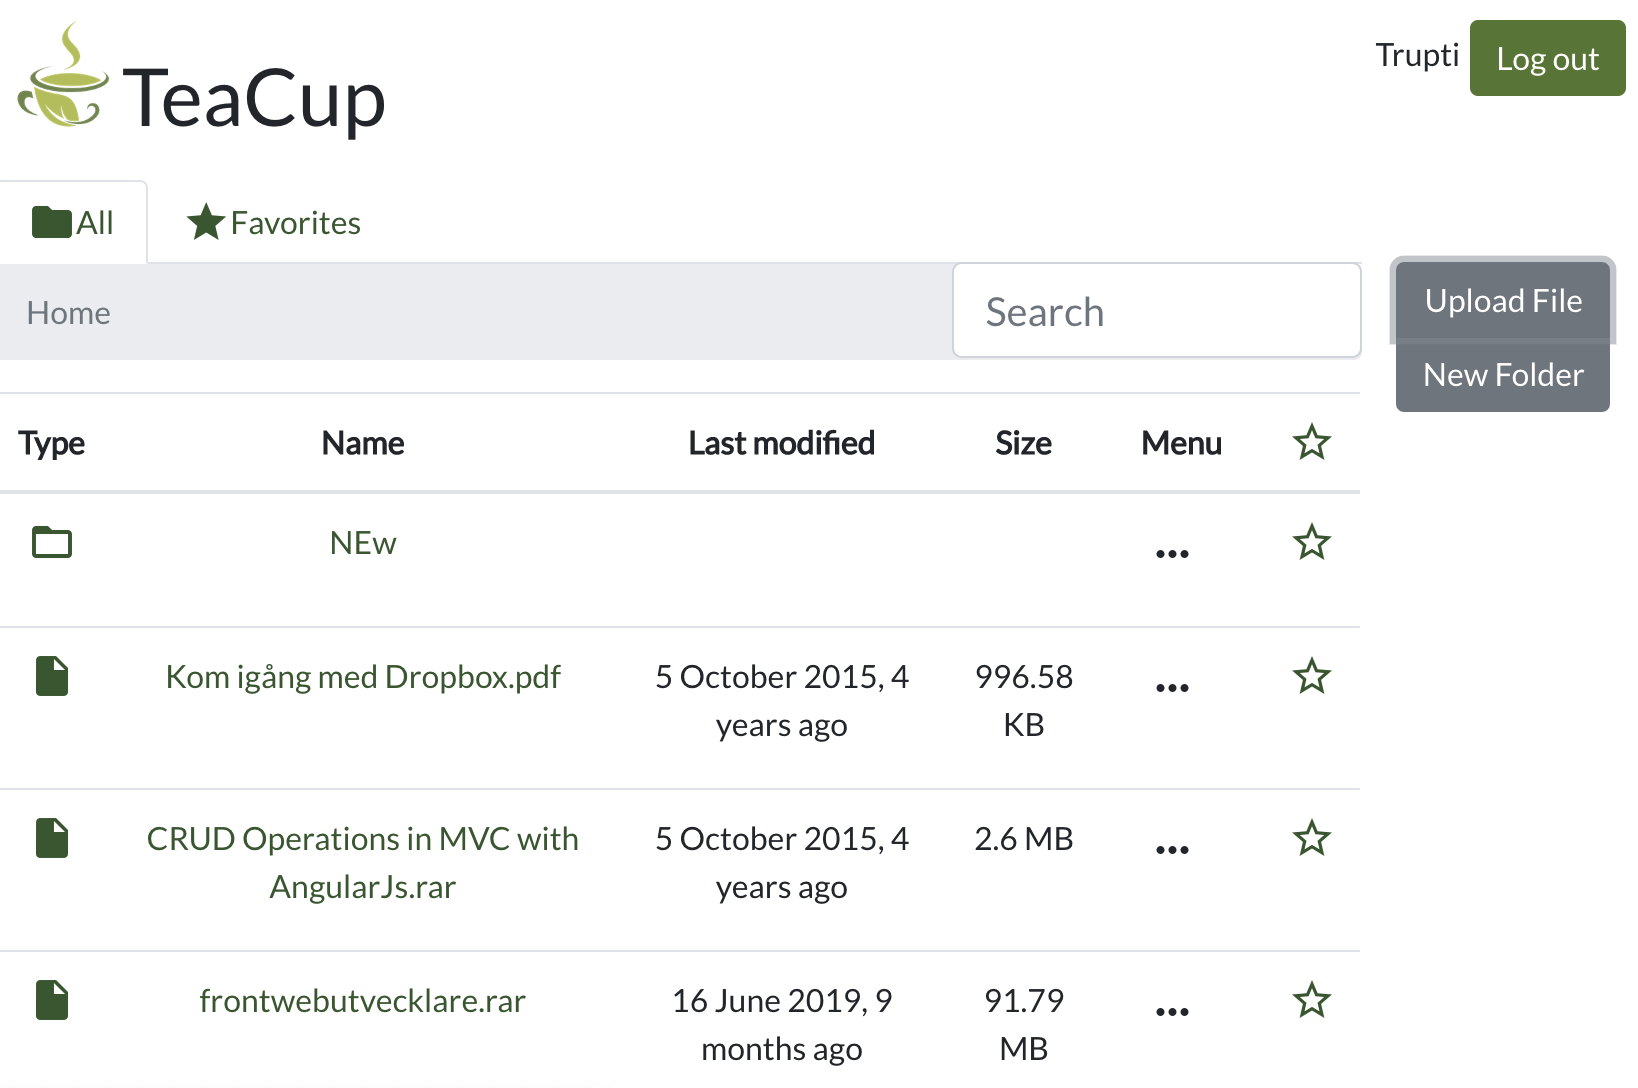 TeaCup
Trupti
Log out
All
Favorites
Home
Search
Upload File
New Folder
Type Name Last modified Size Menu
NEw ...
Kom igång med Dropbox.pdf 5 October 2015, 4 996.58 ...
years ago KB
CRUD Operations in MVC with 5 October 2015, 4 2.6 MB ...
AngularJs.rar years ago
frontwebutvecklare.rar 16 June 2019, 9 91.79 ...
months ago MB